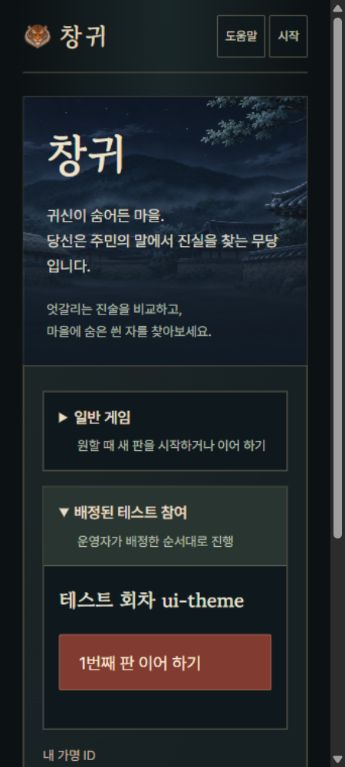 창귀
도움말
시작
창귀
귀신이 숨어든 마을.
당신은 주민의 말에서 진실을 찾는 무당
입니다.
엇갈리는 진술을 비교하고,
마을에 숨은 씐 자를 찾아보세요.
▶ 일반 게임
원할 때 새 판을 시작하거나 이어 하기
▼ 배정된 테스트 참여
운영자가 배정한 순서대로 진행
테스트 회차 ui-theme
1번째 판 이어 하기
내 가명 ID